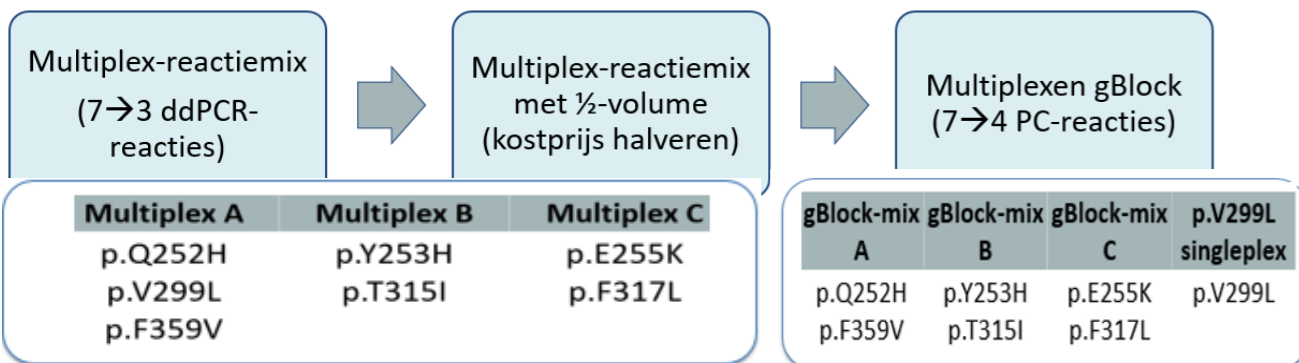 Multiplex-reactiemix
(7→3 ddPCR-
reacties)
Multiplex-reactiemix
met ½-volume
(kostprijs halveren)
Multiplexen gBlock
(7→4 PC-reacties)
Multiplex A Multiplex B Multiplex C
p.Q252H p.Y253H p.E255K
p.V299L p.T315I p.F317L
p.F359V
gBlock-mix gBlock-mix gBlock-mix p.V299L
A B C singleplex
p.Q252H p.Y253H p.E255K p.V299L
p.F359V p.T315I p.F317L